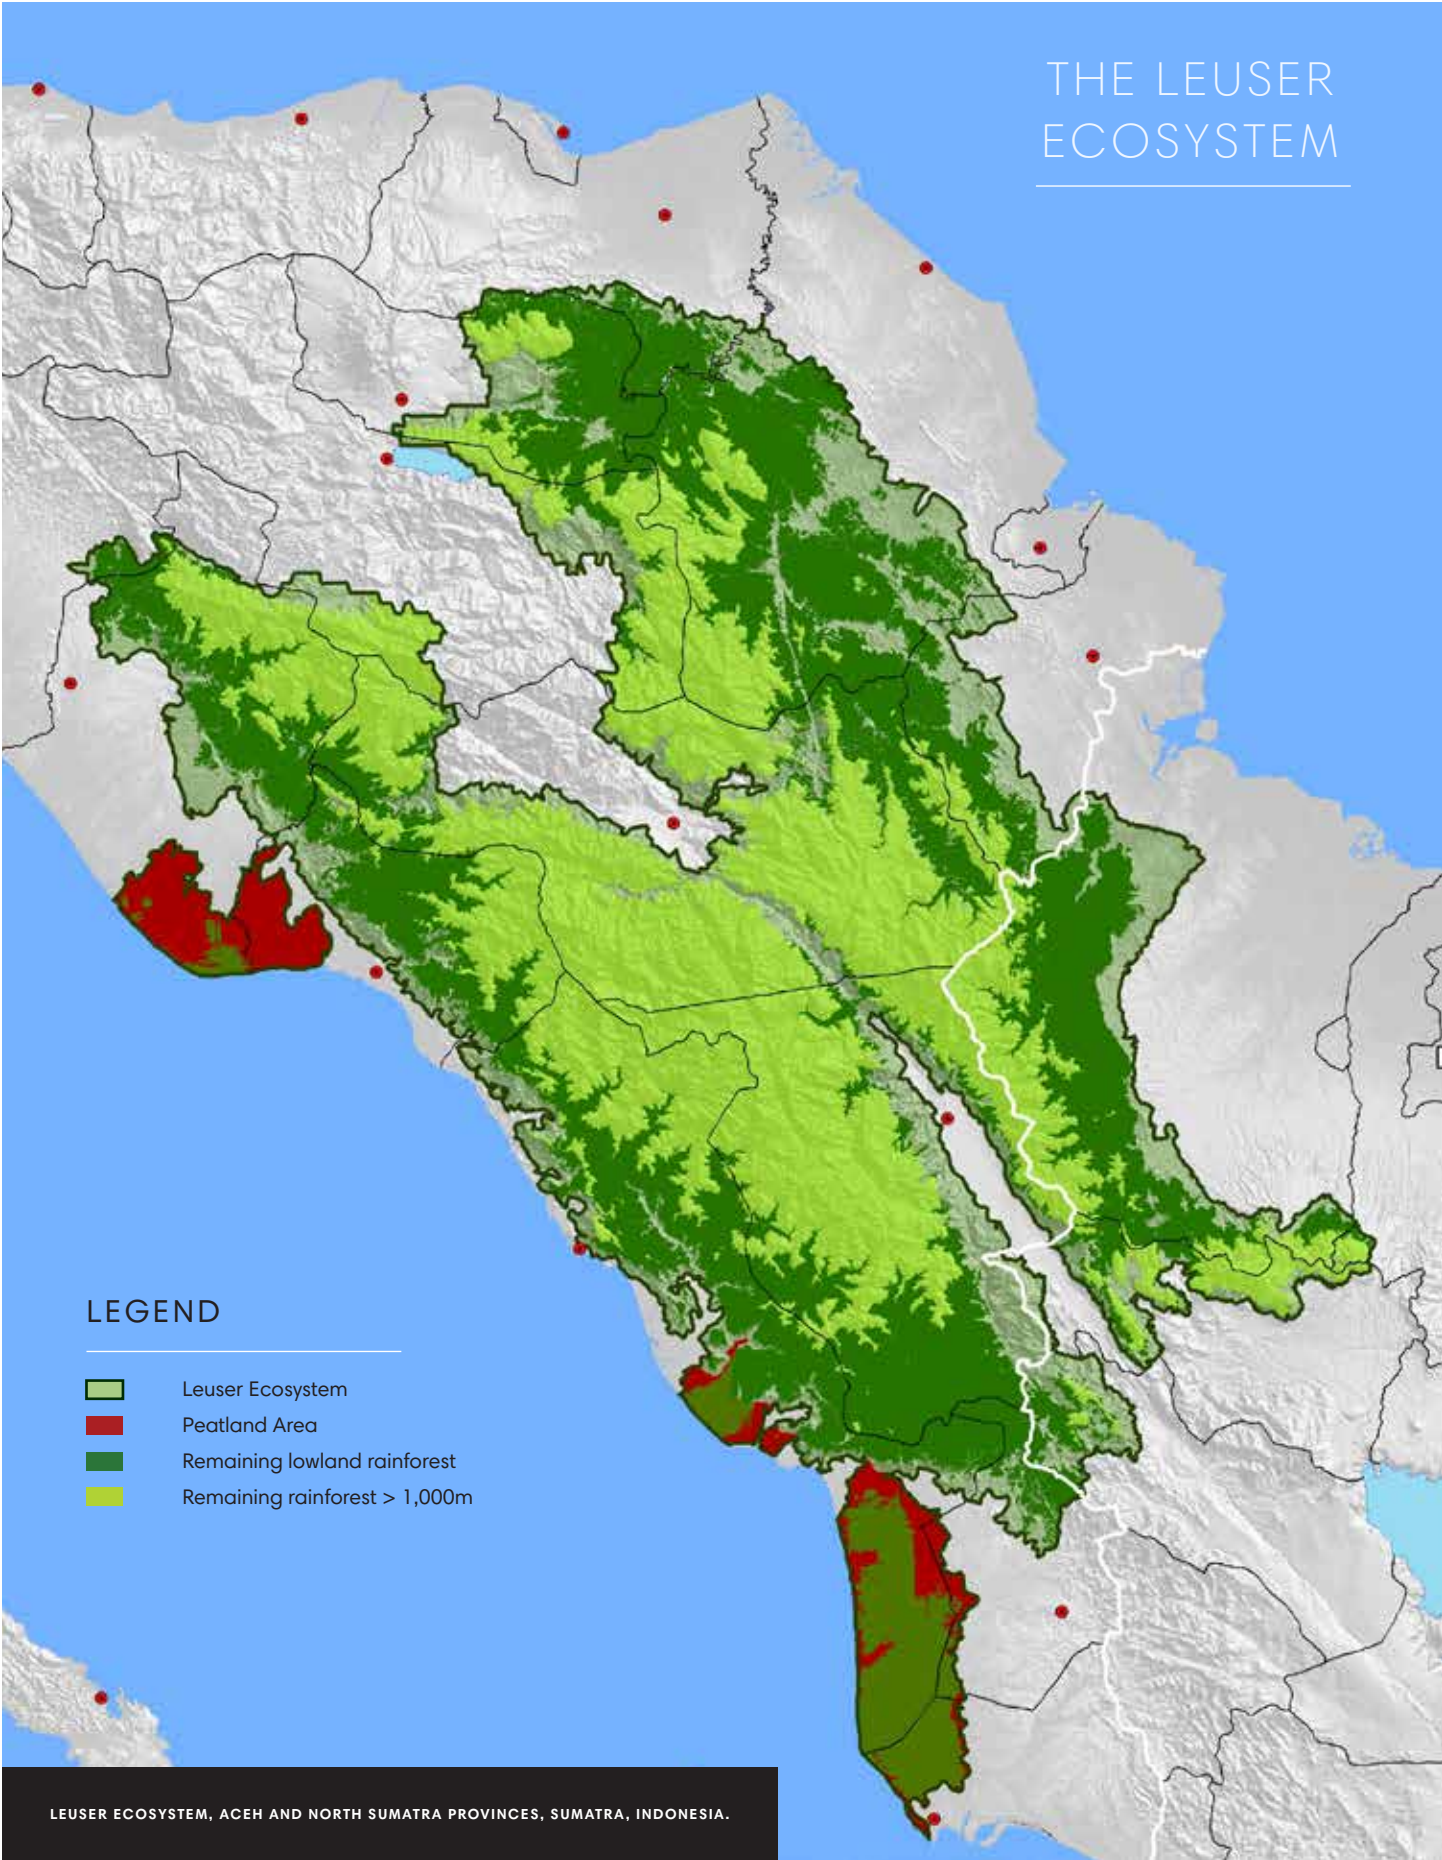 THE LEUSER
ECOSYSTEM
LEGEND
Leuser Ecosystem
Peatland Area
Remaining lowland rainforest
Remaining rainforest > 1,000m
LEUSER ECOSYSTEM, ACEH AND NORTH SUMATRA PROVINCES, SUMATRA, INDONESIA.